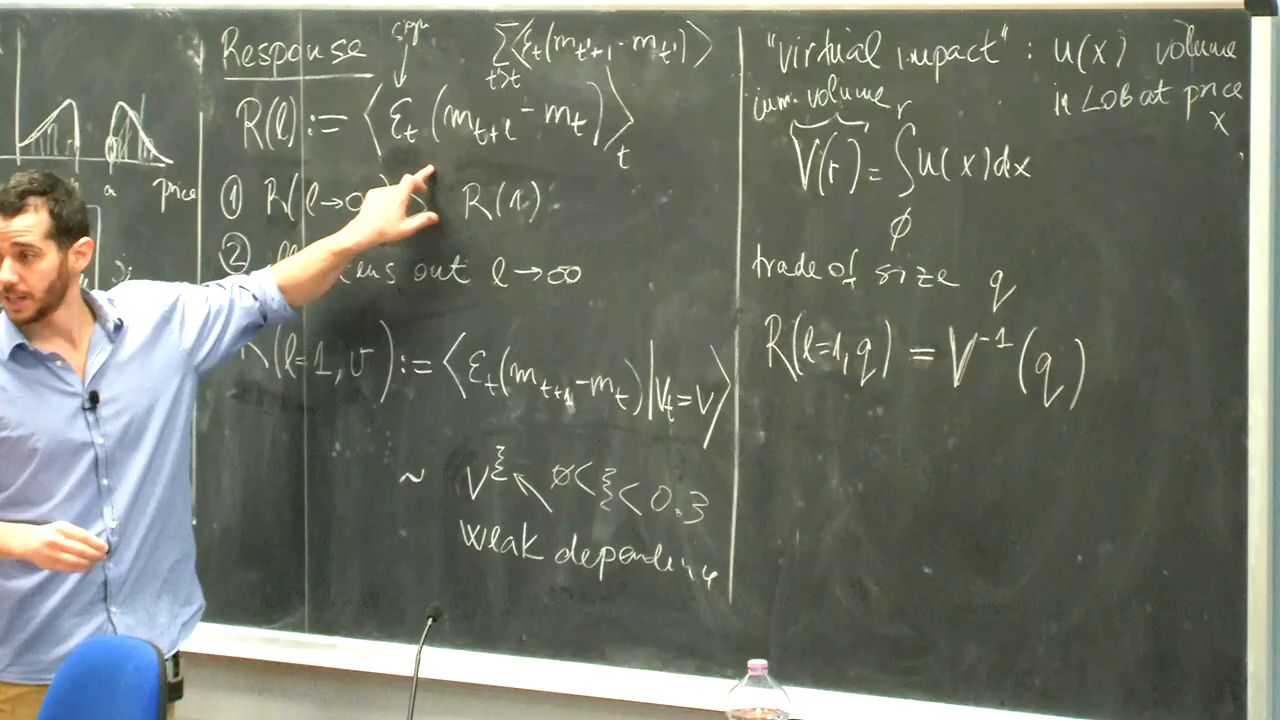 a price
Response
sign
Σ_{t'>t} ⟨ε_t (m_{t'+1} - m_{t'})⟩
R(l) := ⟨ε_t (m_{t+l} - m_t)⟩_t
① R(l→∞) > R(1)
② out l→∞
R(l=1, v) := ⟨ε_t (m_{t+1} - m_t) | V_t = v⟩
~ v^ξ ↖ ∅ < ξ < 0.3
weak dependence
"virtual impact" : u(x) volume
in LOB at price
x
cum. volume
V(r) = ∫_∅^r u(x)dx
trade of size q
R(l=1, q) = V^{-1}(q)